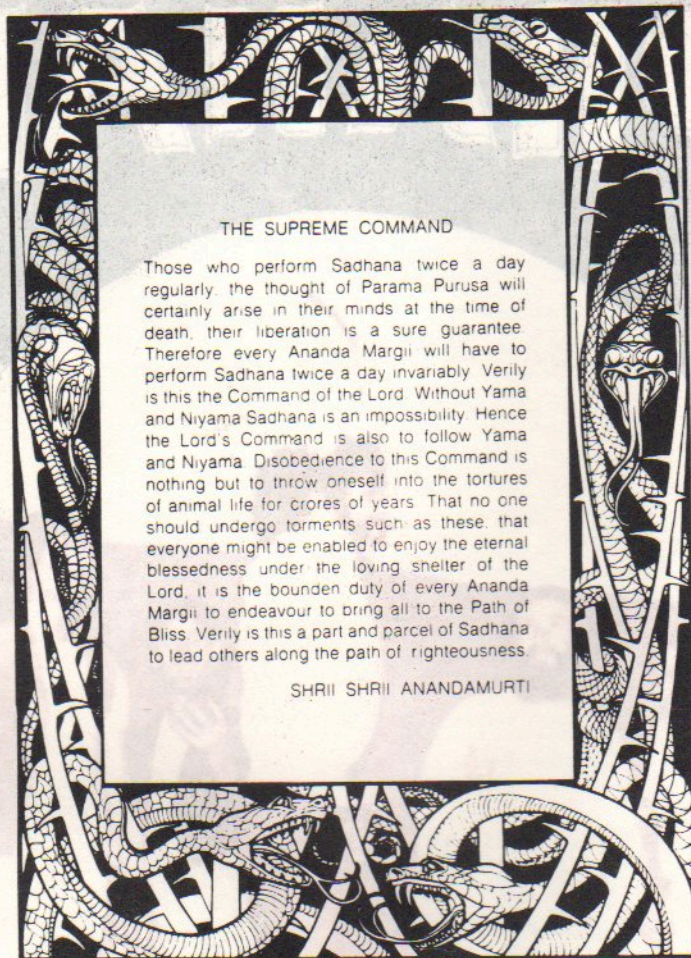 THE SUPREME COMMAND
Those who perform Sadhana twice a day
regularly, the thought of Parama Purusa will
certainly arise in their minds at the time of
death, their liberation is a sure guarantee.
Therefore every Ananda Margii will have to
perform Sadhana twice a day invariably. Verily
is this the Command of the Lord. Without Yama
and Niyama Sadhana is an impossibility. Hence
the Lord's Command is also to follow Yama
and Niyama. Disobedience to this Command is
nothing but to throw oneself into the tortures
of animal life for crores of years. That no one
should undergo torments such as these, that
everyone might be enabled to enjoy the eternal
blessedness under the loving shelter of the
Lord, it is the bounden duty of every Ananda
Margii to endeavour to bring all to the Path of
Bliss. Verily is this a part and parcel of Sadhana
to lead others along the path of righteousness.
SHRII SHRII ANANDAMURTI